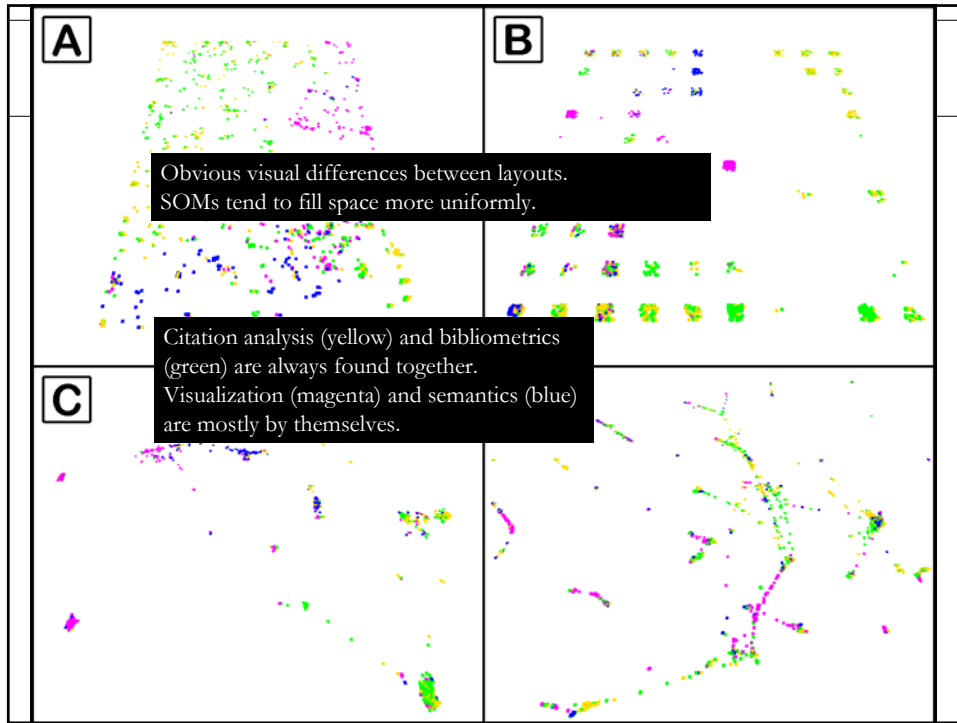 A
B
Obvious visual differences between layouts.
SOMs tend to fill space more uniformly.
Citation analysis (yellow) and bibliometrics
(green) are always found together.
Visualization (magenta) and semantics (blue)
are mostly by themselves.
C